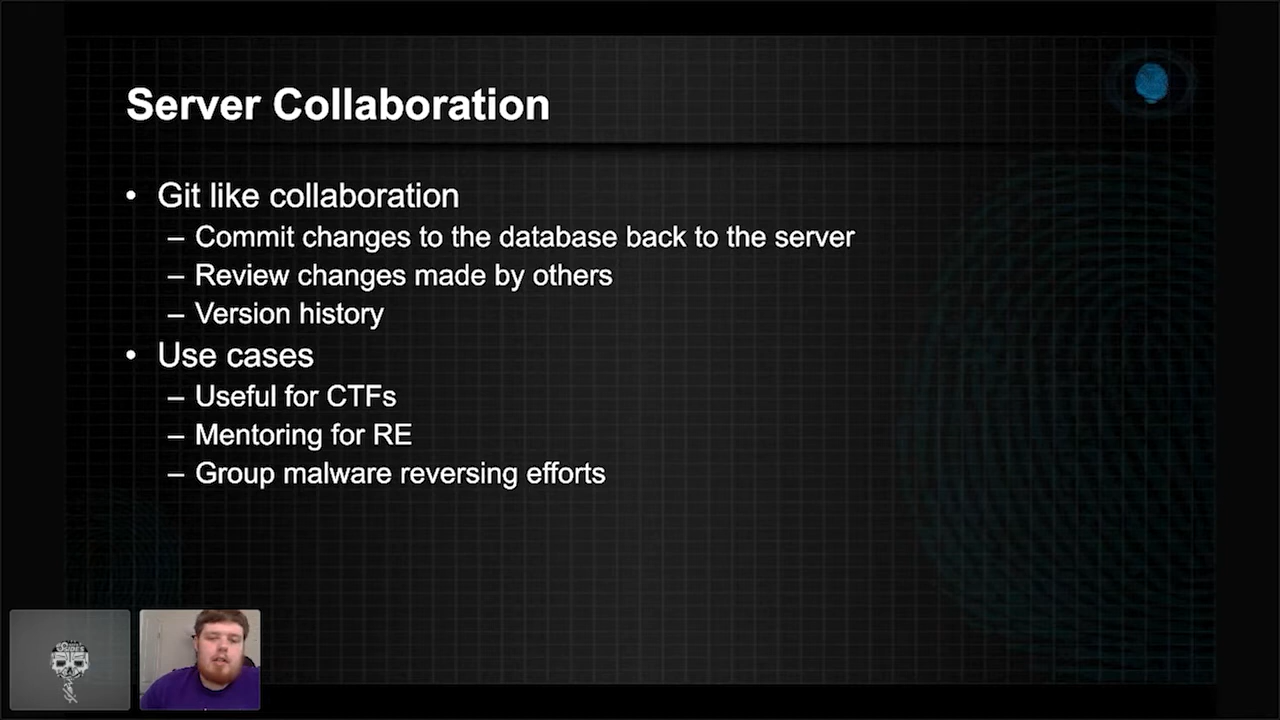 Server Collaboration
• Git like collaboration
– Commit changes to the database back to the server
– Review changes made by others
– Version history
• Use cases
– Useful for CTFs
– Mentoring for RE
– Group malware reversing efforts
SIDES